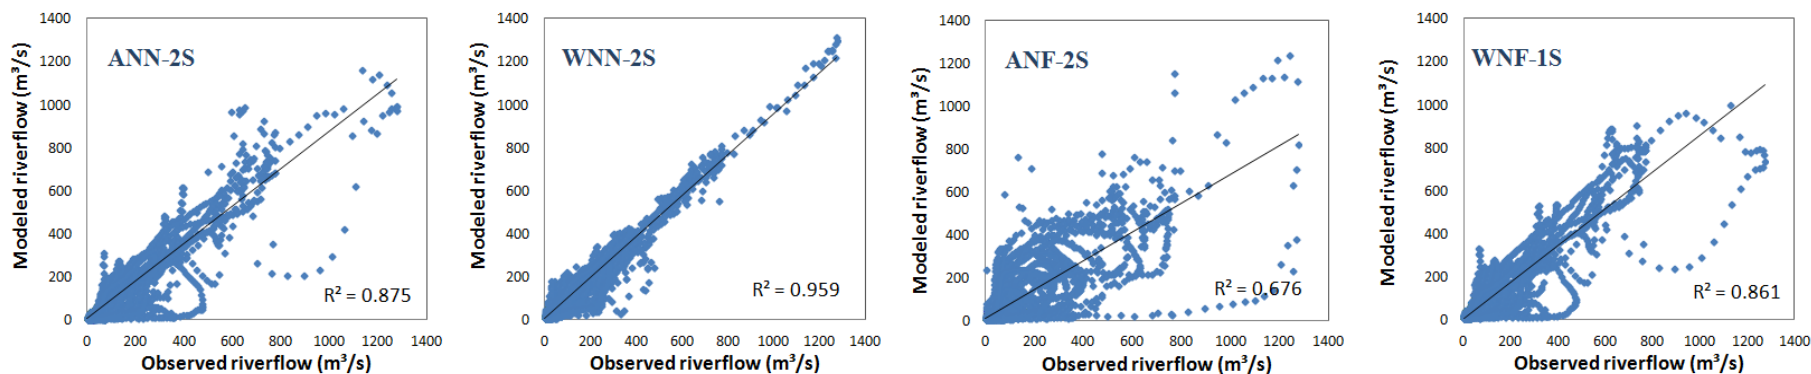 Modeled riverflow (m³/s)
1400
1200
1000
800
600
400
200
0
ANN-2S
R² = 0.875
0 200 400 600 800 1000 1200 1400
Observed riverflow (m³/s)
Modeled riverflow (m³/s)
1400
1200
1000
800
600
400
200
0
WNN-2S
R² = 0.959
0 200 400 600 800 1000 1200 1400
Observed riverflow (m³/s)
Modeled riverflow (m³/s)
1400
1200
1000
800
600
400
200
0
ANF-2S
R² = 0.676
0 200 400 600 800 1000 1200 1400
Observed riverflow (m³/s)
Modeled riverflow (m³/s)
1400
1200
1000
800
600
400
200
0
WNF-1S
R² = 0.861
0 200 400 600 800 1000 1200 1400
Observed riverflow (m³/s)